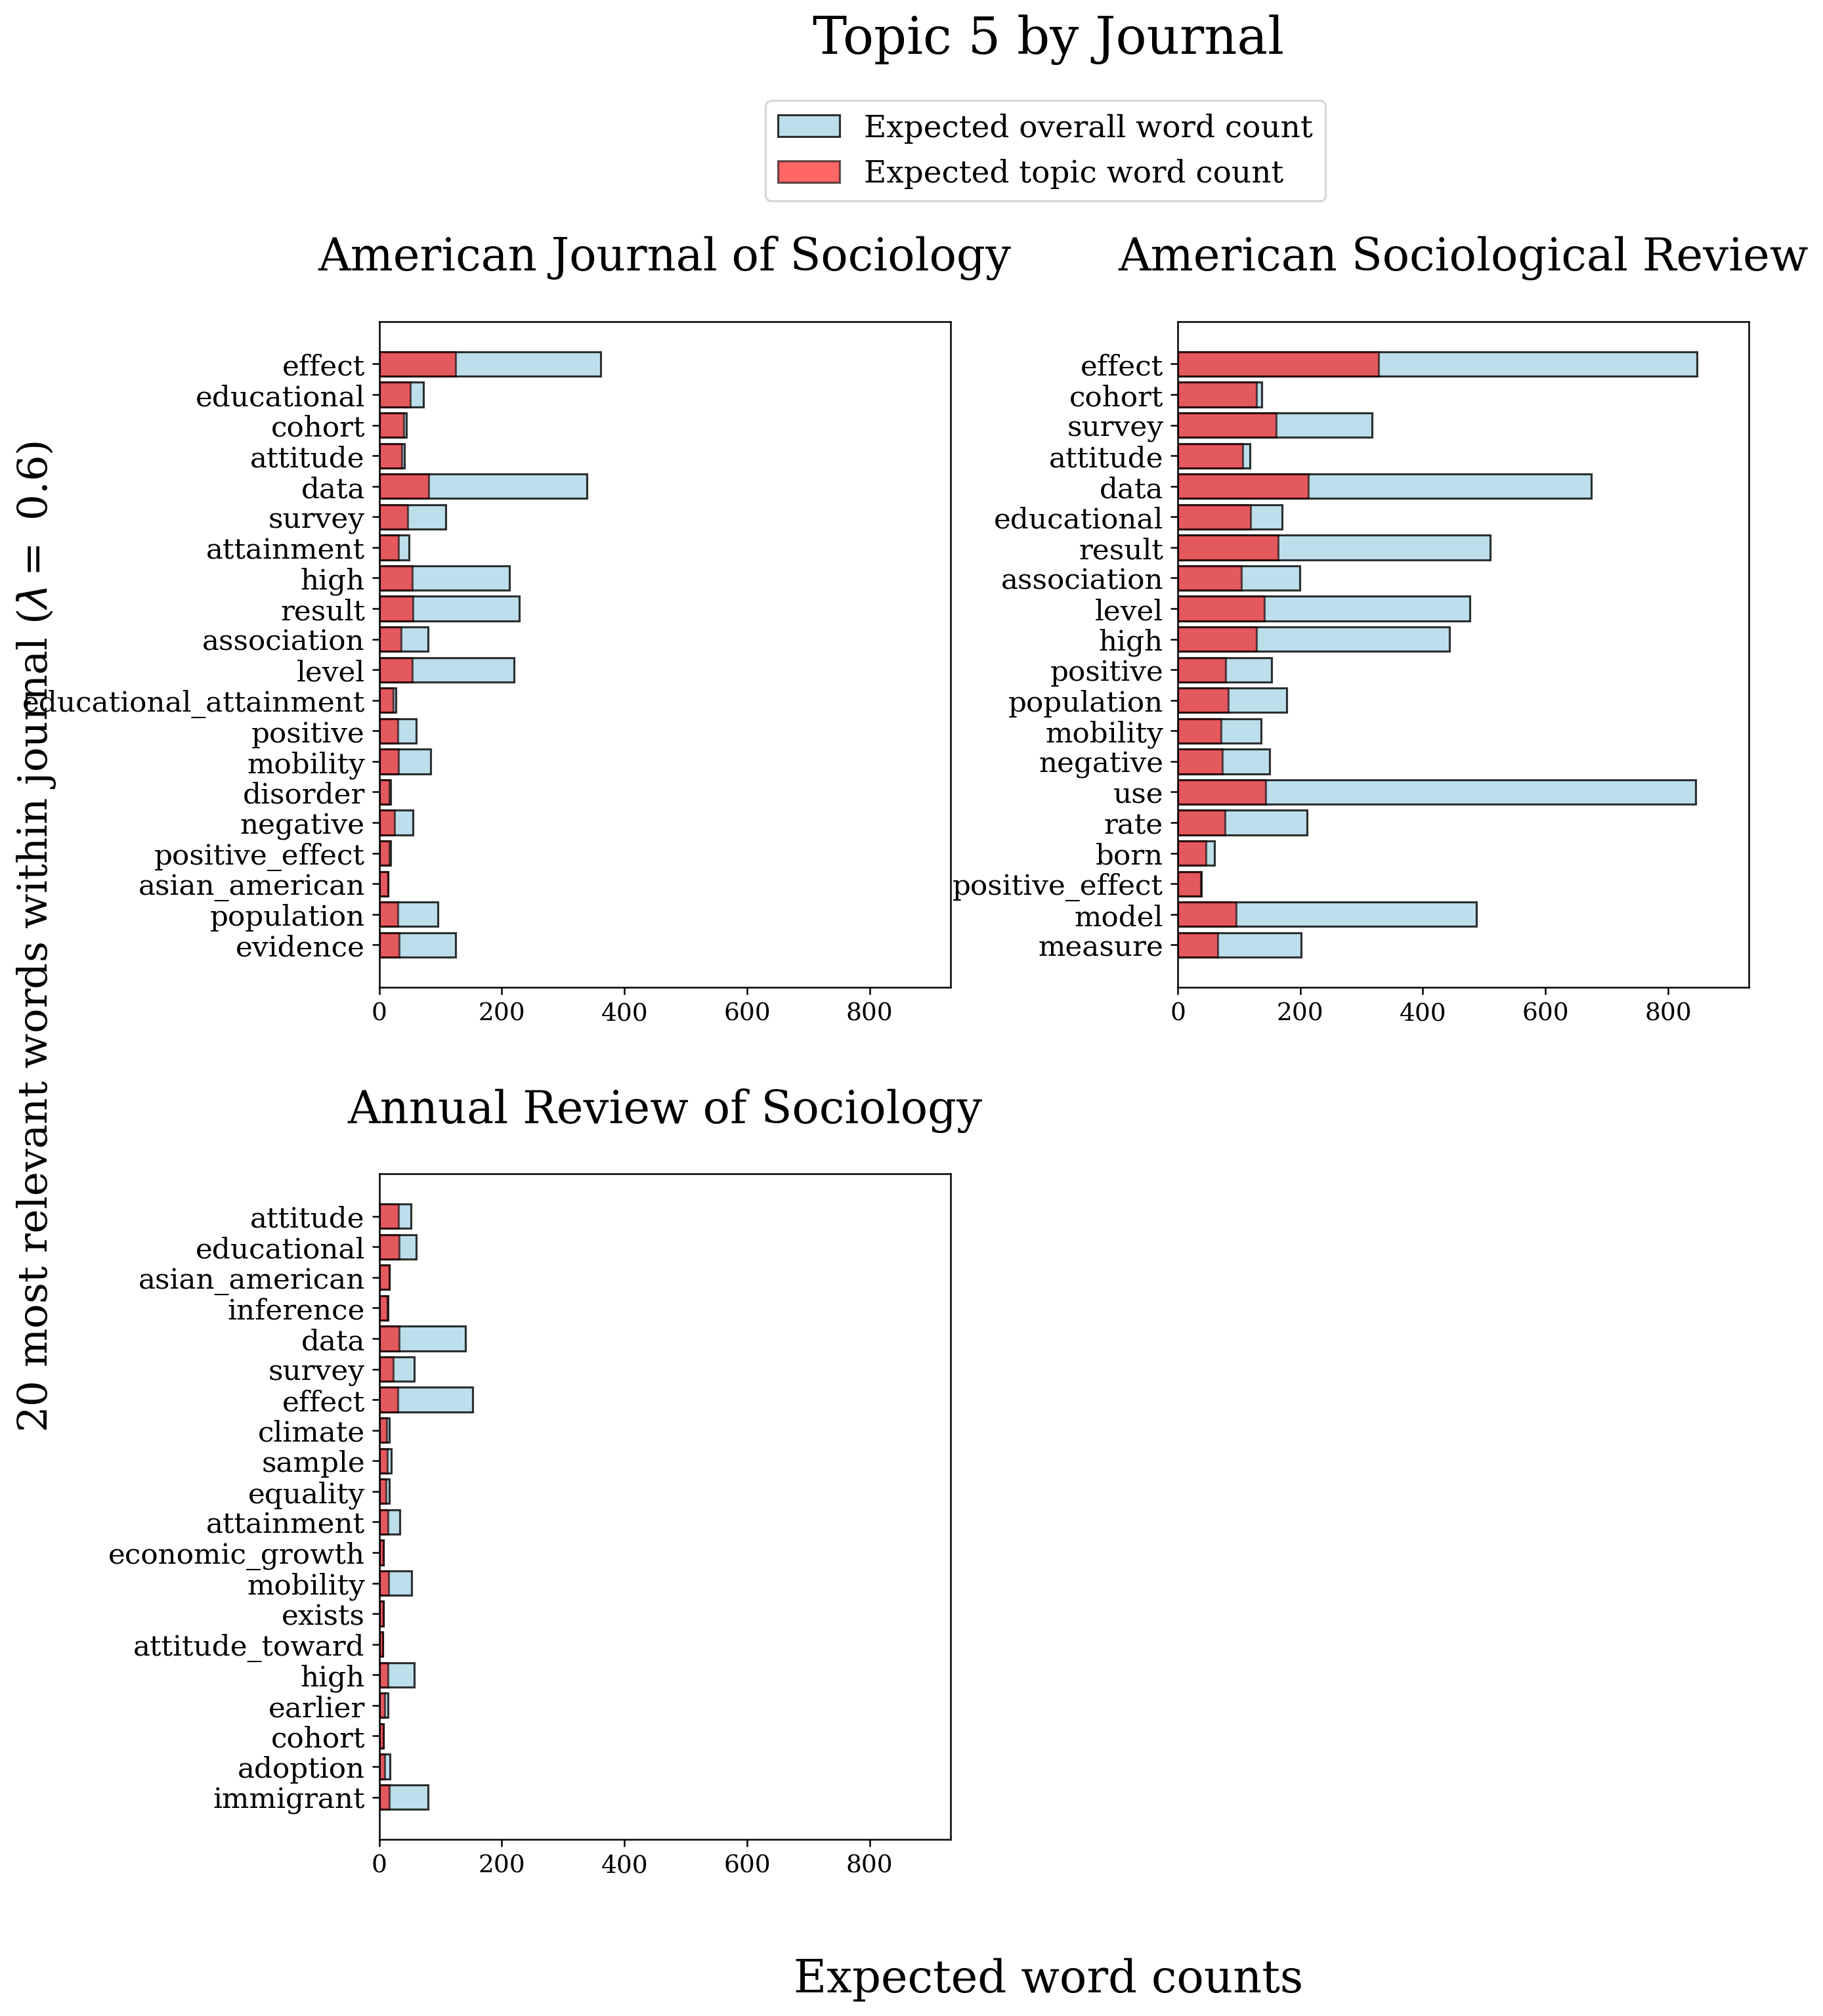 Topic 5 by Journal
Expected overall word count
Expected topic word count
20 most relevant words within journal (λ = 0.6)
American Journal of Sociology
effect
educational
cohort
attitude
data
survey
attainment
high
result
association
level
educational_attainment
positive
mobility
disorder
negative
positive_effect
asian_american
population
evidence
0 200 400 600 800
American Sociological Review
effect
cohort
survey
attitude
data
educational
result
association
level
high
positive
population
mobility
negative
use
rate
born
positive_effect
model
measure
0 200 400 600 800
Annual Review of Sociology
attitude
educational
asian_american
inference
data
survey
effect
climate
sample
equality
attainment
economic_growth
mobility
exists
attitude_toward
high
earlier
cohort
adoption
immigrant
0 200 400 600 800
Expected word counts